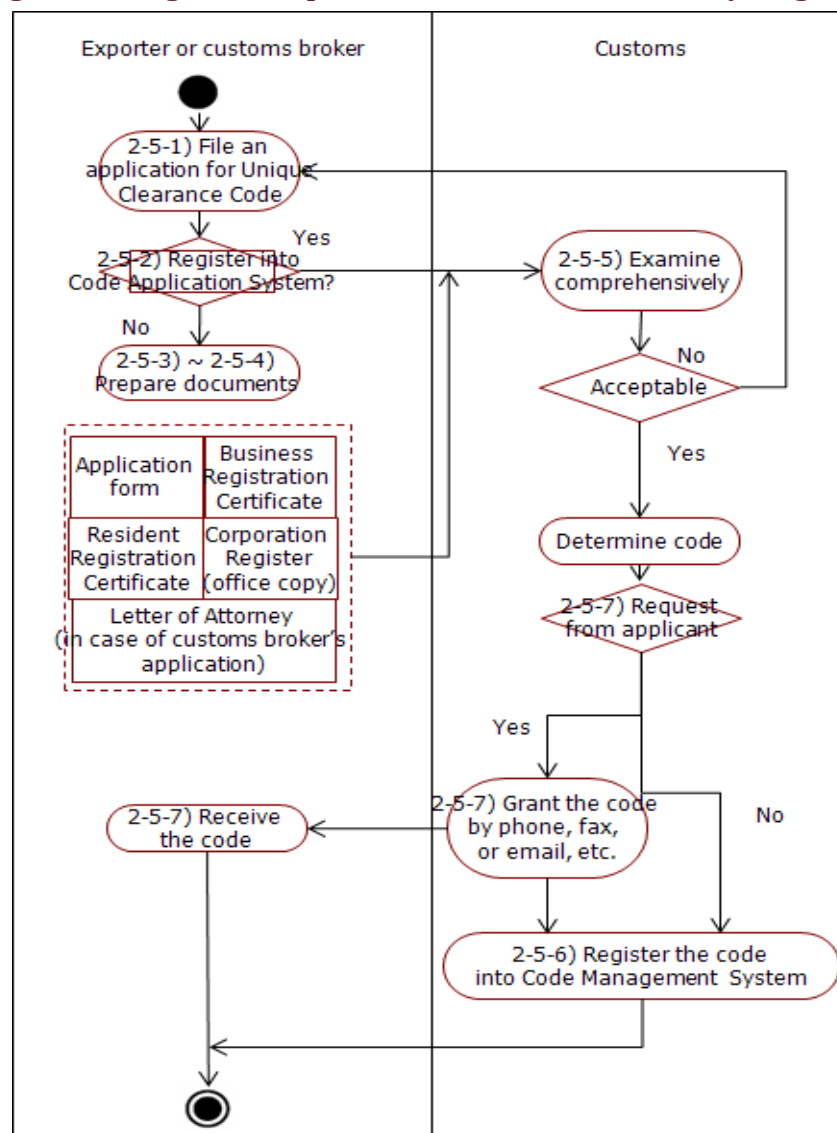 Exporter or customs broker
Customs
2-5-1) File an
application for Unique
Clearance Code
Yes
2-5-2) Register into
Code Application System?
2-5-5) Examine
comprehensively
No
2-5-3) ~ 2-5-4)
Prepare documents
No
Acceptable
Yes
Application
form
Business
Registration
Certificate
Resident
Registration
Certificate
Corporation
Register
(office copy)
Letter of Attorney
(in case of customs broker's
application)
Determine code
2-5-7) Request
from applicant
Yes
No
2-5-7) Grant the code
by phone, fax,
or email, etc.
2-5-7) Receive
the code
2-5-6) Register the code
into Code Management System